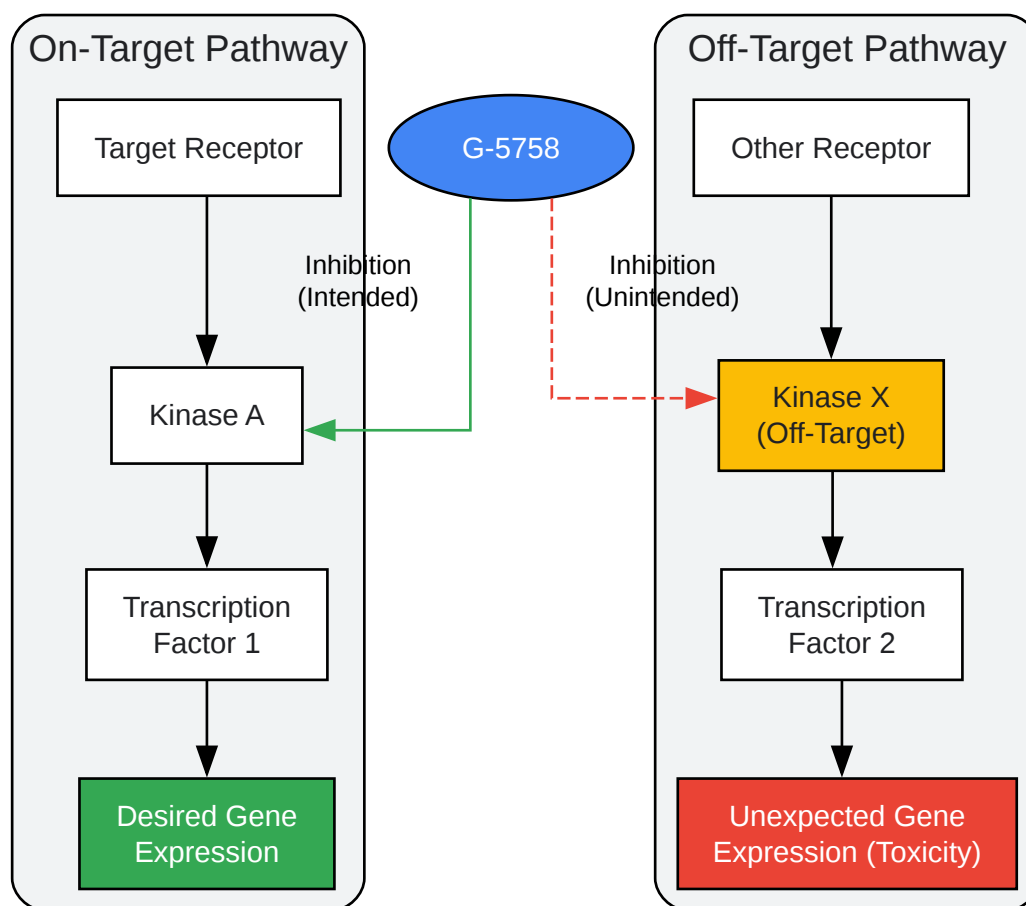 On-Target Pathway
Target Receptor
Inhibition
(Intended)
Kinase A
Transcription
Factor 1
Desired Gene
Expression
G-5758
Off-Target Pathway
Other Receptor
Inhibition
(Unintended)
Kinase X
(Off-Target)
Transcription
Factor 2
Unexpected Gene
Expression (Toxicity)